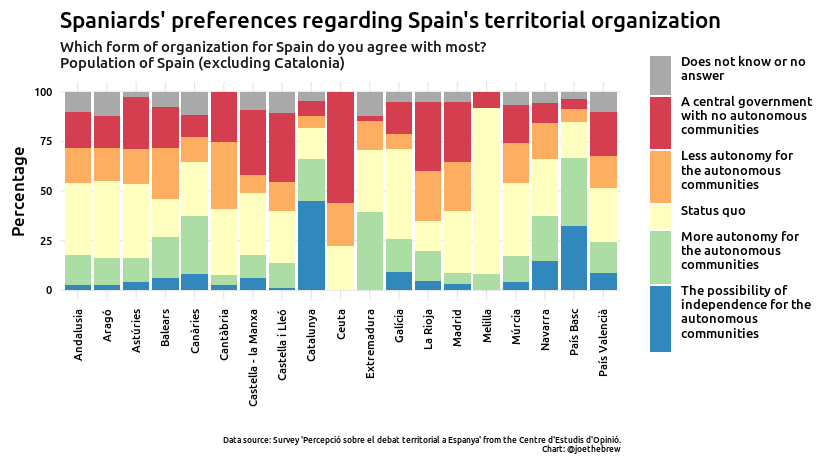 Spaniards' preferences regarding Spain's territorial organization
Which form of organization for Spain do you agree with most?
Population of Spain (excluding Catalonia)
Percentage
100
75
50
25
0
Andalusia
Aragó
Astúries
Balears
Canàries
Cantàbria
Castella - la Manxa
Castella i Lleó
Catalunya
Ceuta
Extremadura
Galícia
La Rioja
Madrid
Melilla
Múrcia
Navarra
País Basc
País Valencià
Does not know or no
answer
A central government
with no autonomous
communities
Less autonomy for
the autonomous
communities
Status quo
More autonomy for
the autonomous
communities
The possibility of
independence for the
autonomous
communities
Data source: Survey 'Percepció sobre el debat territorial a Espanya' from the Centre d'Estudis d'Opinió.
Chart: @joethebrew